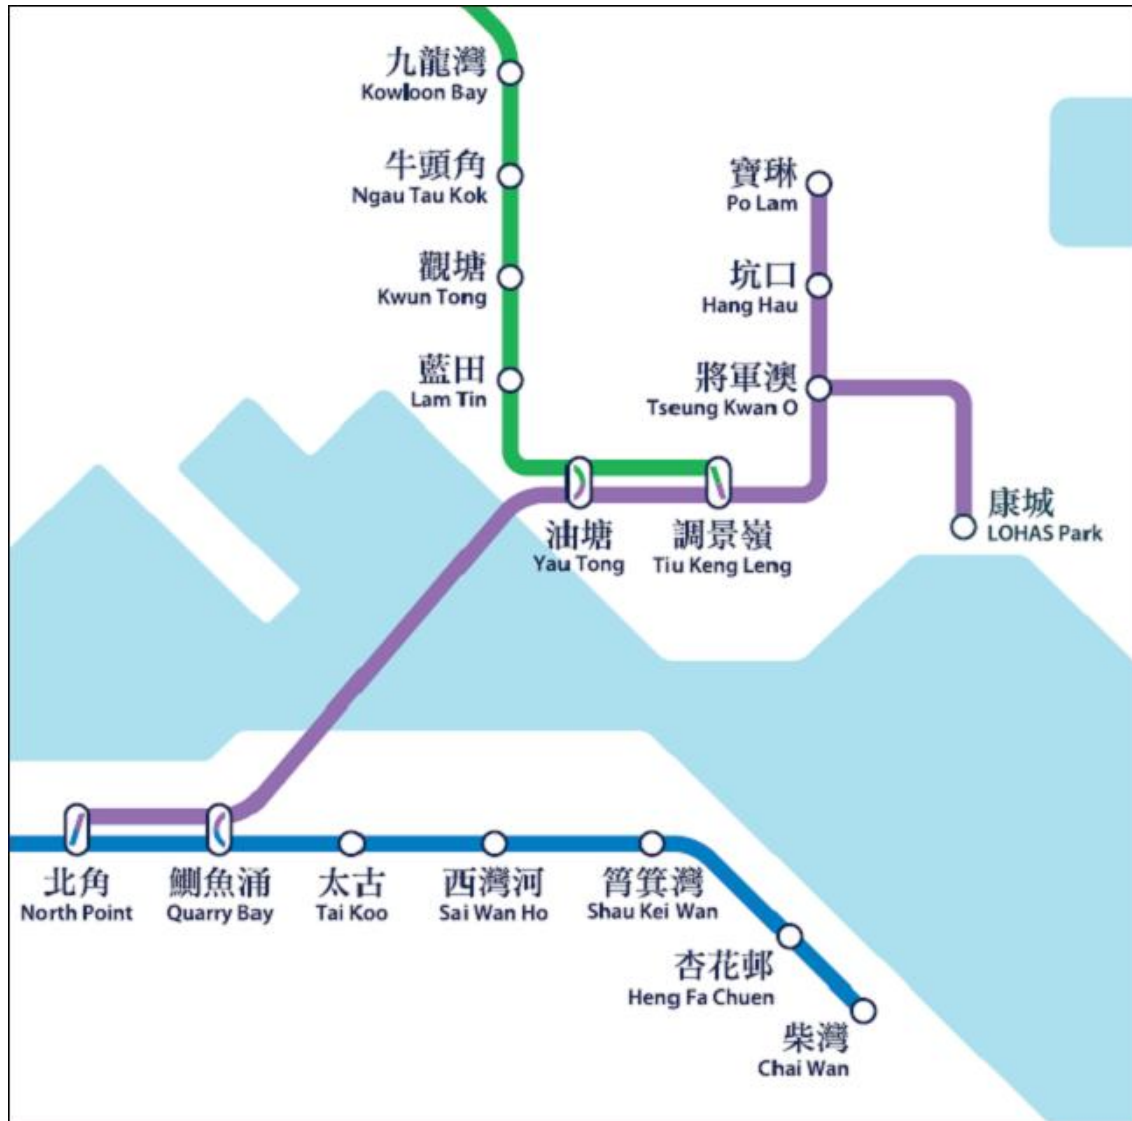 九龍灣
Kowloon Bay
牛頭角
Ngau Tau Kok
寶琳
Po Lam
觀塘
Kwun Tong
坑口
Hang Hau
藍田
Lam Tin
將軍澳
Tseung Kwan O
油塘
Yau Tong
調景嶺
Tiu Keng Leng
康城
LOHAS Park
北角
North Point
鰂魚涌
Quarry Bay
太古
Tai Koo
西灣河
Sai Wan Ho
筲箕灣
Shau Kei Wan
杏花邨
Heng Fa Chuen
柴灣
Chai Wan